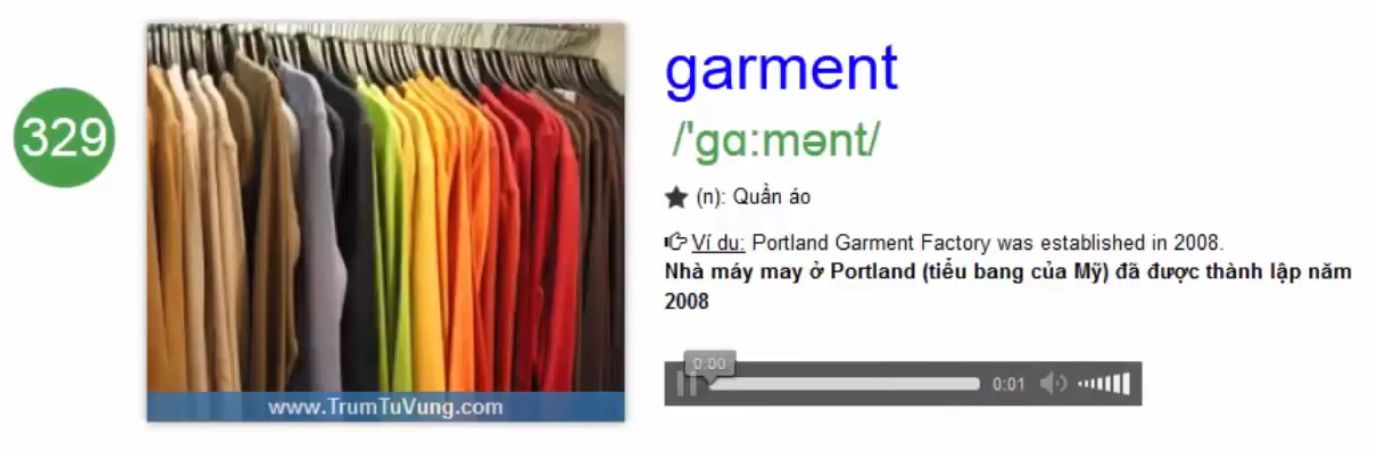 329
garment
/'gɑ:mənt/
(n): Quần áo
Ví dụ: Portland Garment Factory was established in 2008.
Nhà máy may ở Portland (tiểu bang của Mỹ) đã được thành lập năm
2008
0:00
0:01
www.TrumTuVung.com